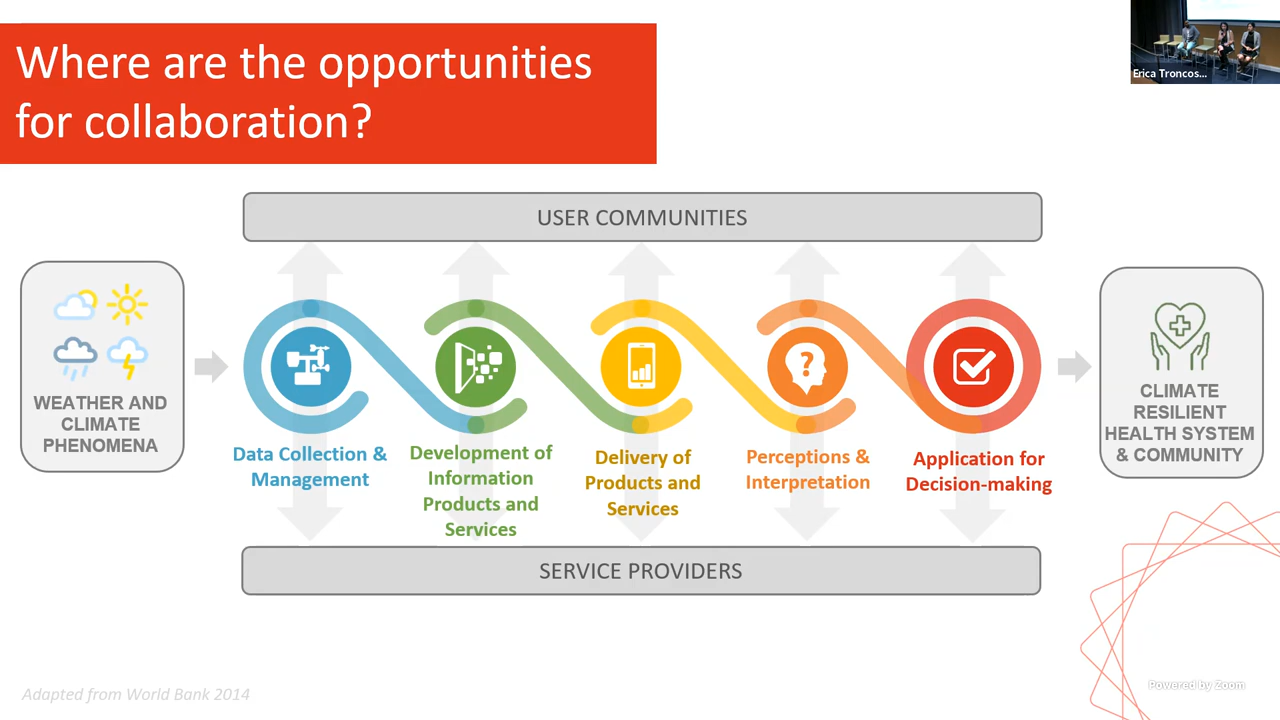 Where are the opportunities
for collaboration?
Erica Troncos...
USER COMMUNITIES
WEATHER AND
CLIMATE
PHENOMENA
Data Collection &
Management
Development of
Information
Products and
Services
Delivery of
Products and
Services
Perceptions &
Interpretation
Application for
Decision-making
CLIMATE
RESILIENT
HEALTH SYSTEM
& COMMUNITY
SERVICE PROVIDERS
Adapted from World Bank 2014
Powered by Zoom